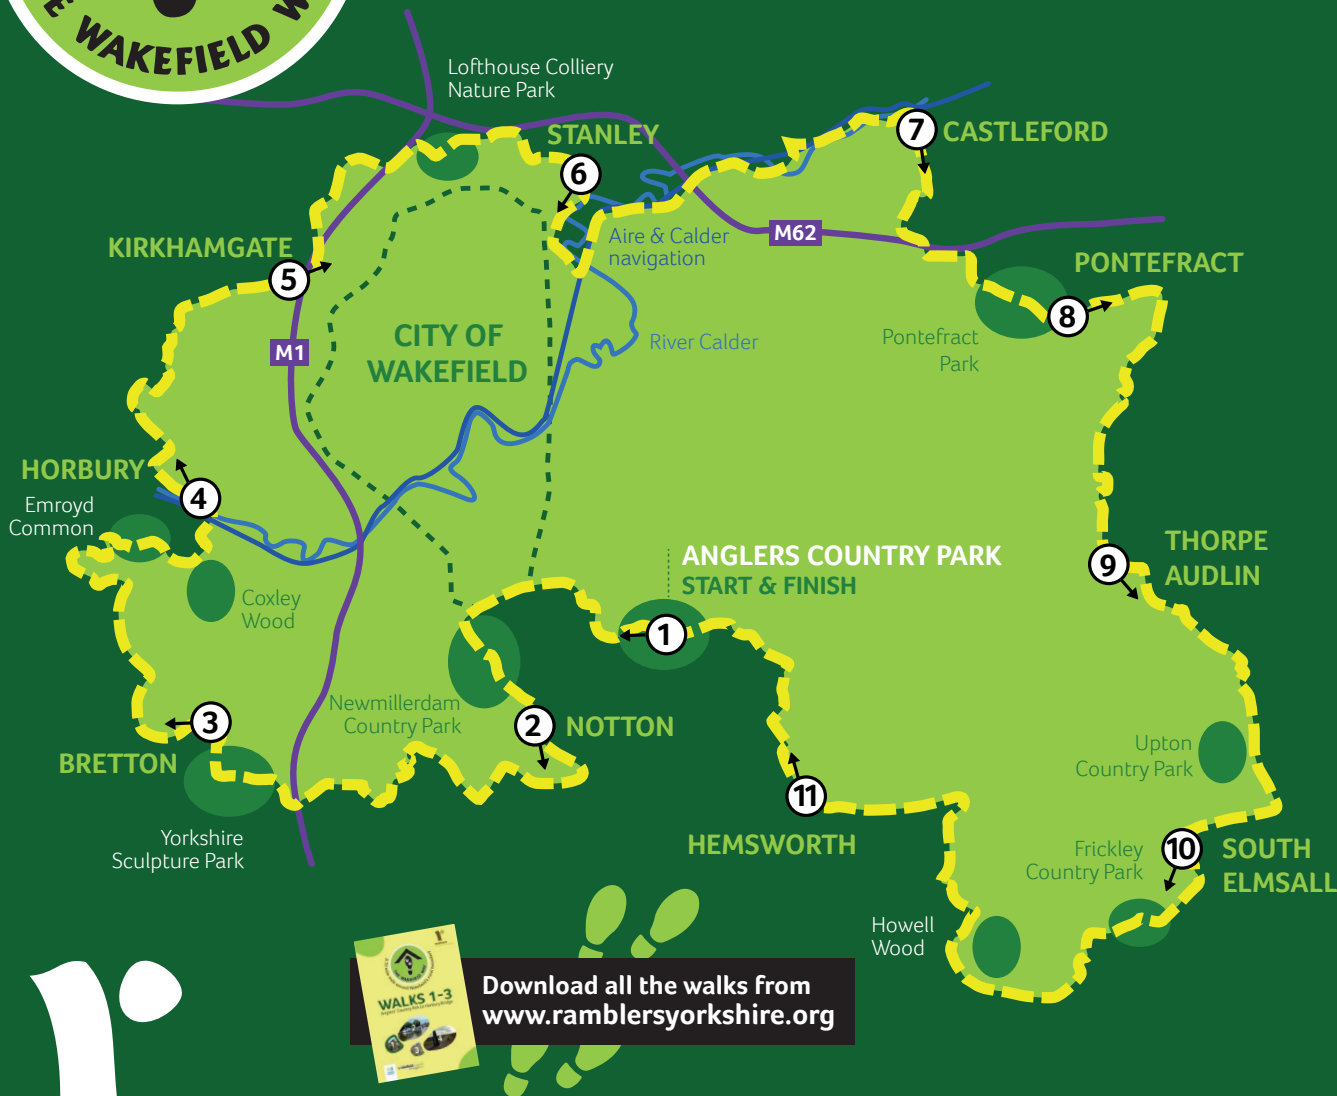 WAKEFIELD
Lofthouse Colliery
Nature Park
STANLEY
6
7
CASTLEFORD
KIRKHAMGATE
5
Aire & Calder
navigation
M62
PONTEFRACT
8
Pontefract
Park
M1
CITY OF
WAKEFIELD
River Calder
HORBURY
4
Emroyd
Common
Coxley
Wood
ANGLERS COUNTRY PARK
START & FINISH
1
9
THORPE
AUDLIN
Newmillerdam
Country Park
2
NOTTON
3
BRETTON
Yorkshire
Sculpture Park
11
HEMSWORTH
Upton
Country Park
Frickley
Country Park
10
SOUTH
ELMSALL
Howell
Wood
WALKS 1-3
Download all the walks from
www.ramblersyorkshire.org